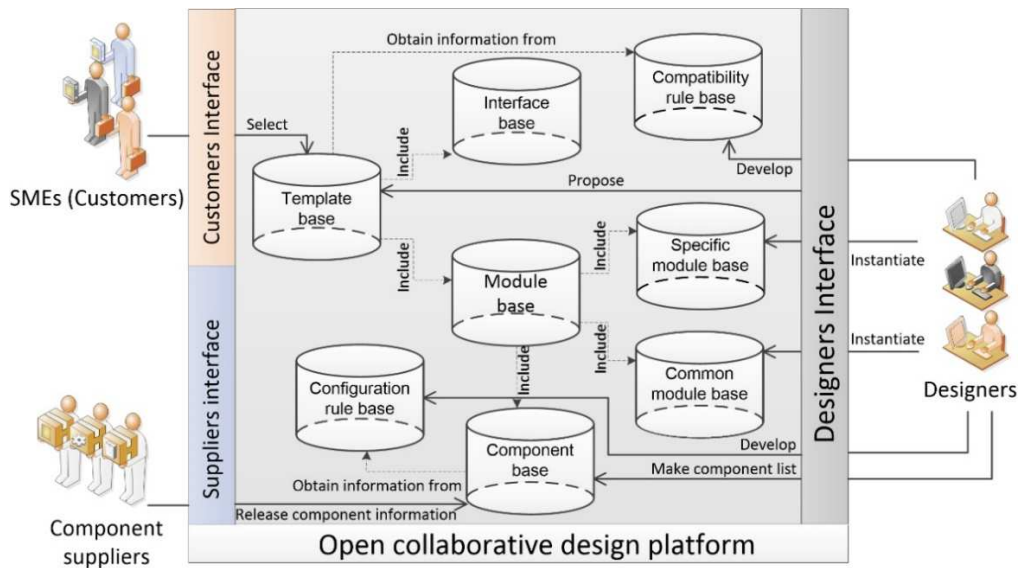 Obtain information from
Compatibility
rule base
Interface
base
Customers Interface
Select
Include
SMEs (Customers)
Template
base
Propose
Develop
Include
Module
base
Include
Specific
module base
Instantiate
Designers Interface
Suppliers interface
Include
Include
Common
module base
Instantiate
Designers
Configuration
rule base
Component
base
Develop
Make component list
Obtain information from
Release component information
Component
suppliers
Open collaborative design platform